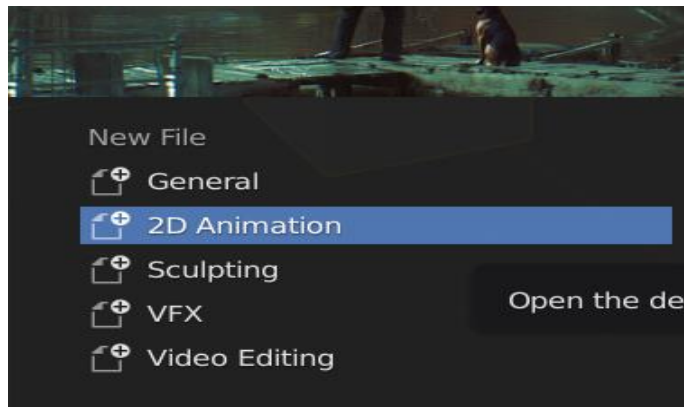 New File
General
2D Animation
Sculpting
Open the de
VFX
Video Editing